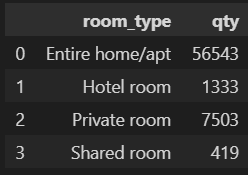 room_type qty
0 Entire home/apt 56543
1 Hotel room 1333
2 Private room 7503
3 Shared room 419